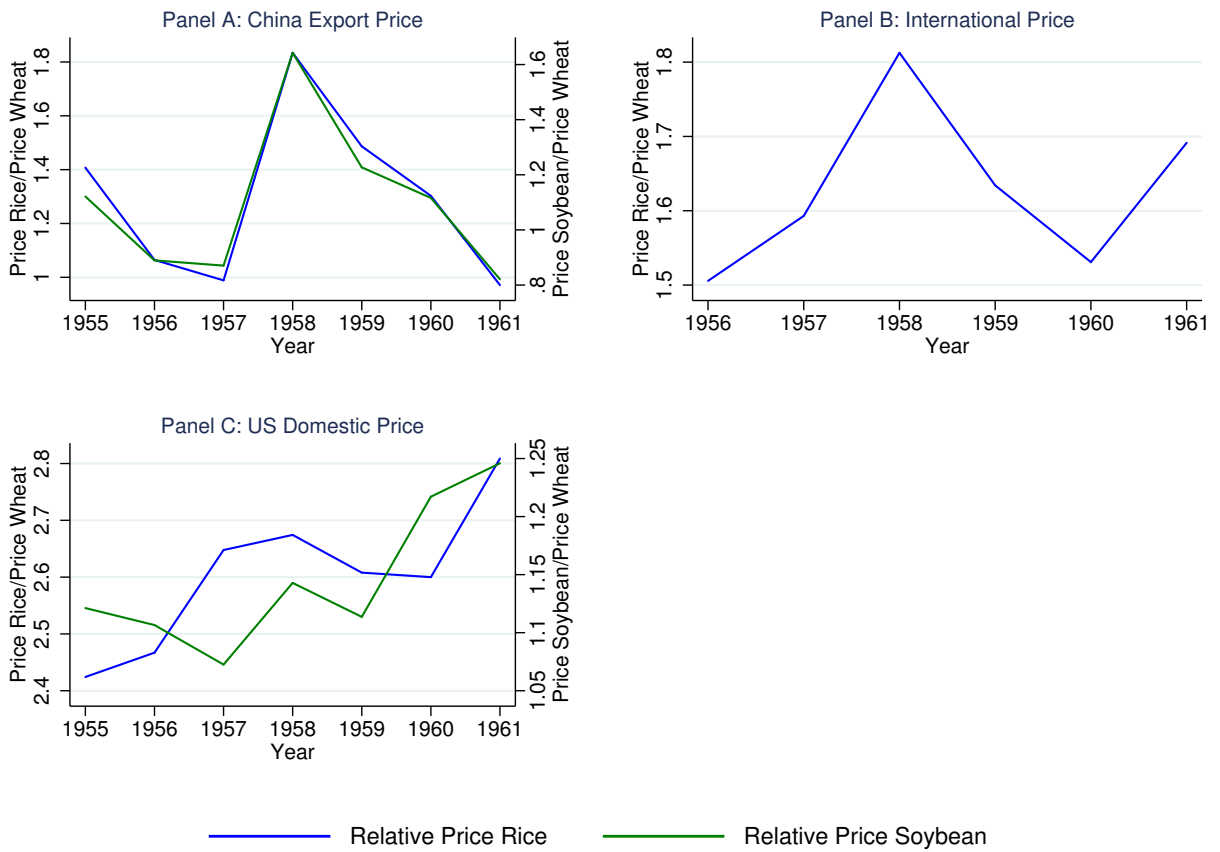 Panel A: China Export Price
Price Rice/Price Wheat
1 1.2 1.4 1.6 1.8
Price Soybean/Price Wheat
.8 1 1.2 1.4 1.6
1955 1956 1957 1958 1959 1960 1961
Year
Panel B: International Price
Price Rice/Price Wheat
1.5 1.6 1.7 1.8
1956 1957 1958 1959 1960 1961
Year
Panel C: US Domestic Price
Price Rice/Price Wheat
2.4 2.5 2.6 2.7 2.8
Price Soybean/Price Wheat
1.05 1.1 1.15 1.2 1.25
1955 1956 1957 1958 1959 1960 1961
Year
Relative Price Rice
Relative Price Soybean